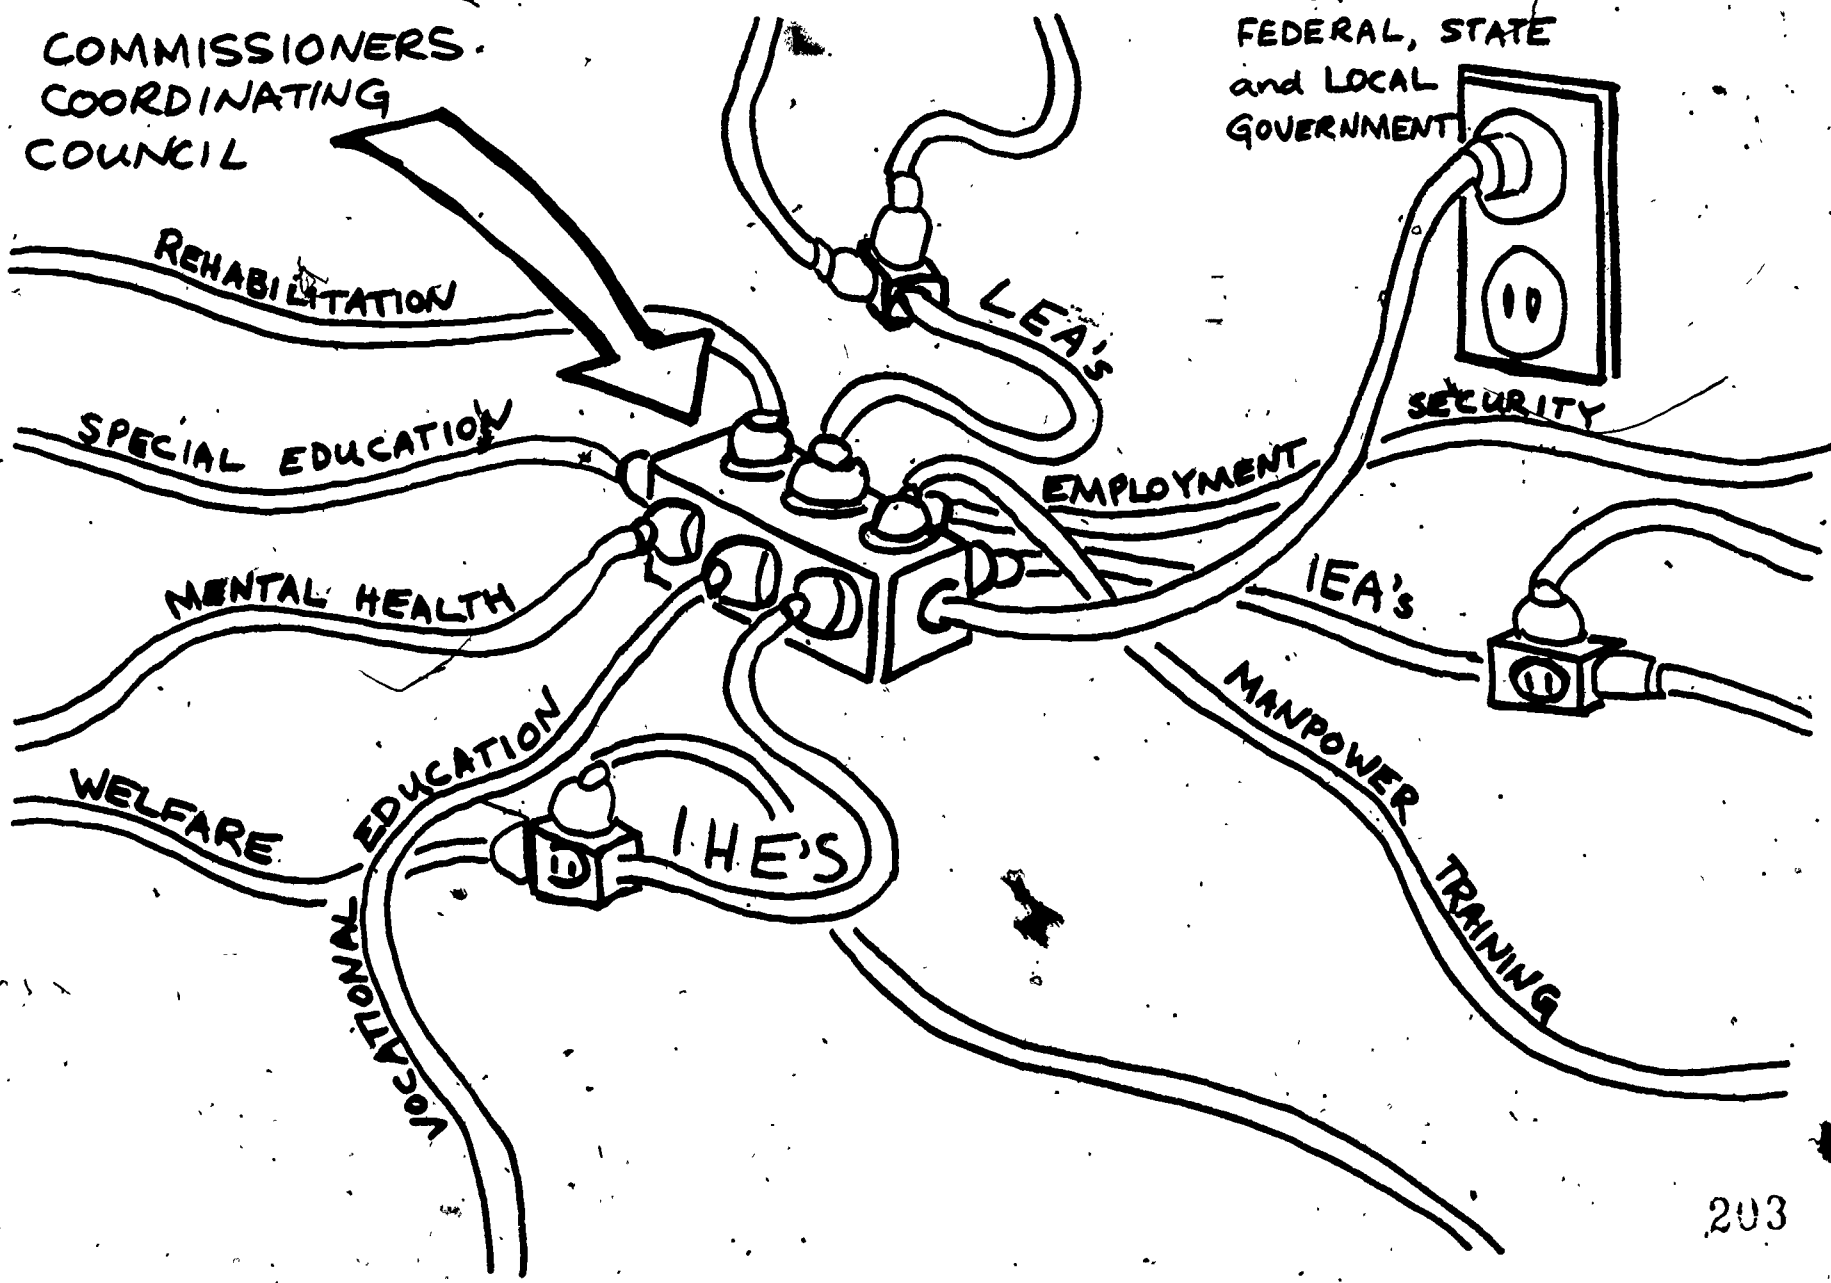 COMMISSIONERS
COORDINATING
COUNCIL
FEDERAL, STATE
and LOCAL
GOVERNMENT
REHABILITATION
LEA's
SPECIAL EDUCATION
EMPLOYMENT SECURITY
MENTAL HEALTH
IEA's
MANPOWER TRAINING
WELFARE
VOCATIONAL EDUCATION
IHE'S
203